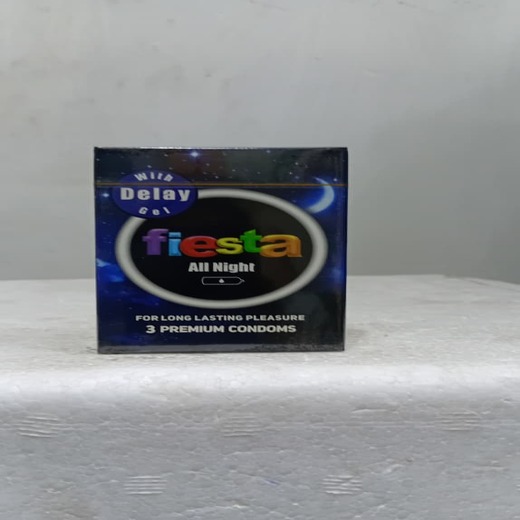 With
Delay
Gel
fiesta
All Night
FOR LONG LASTING PLEASURE
3 PREMIUM CONDOMS